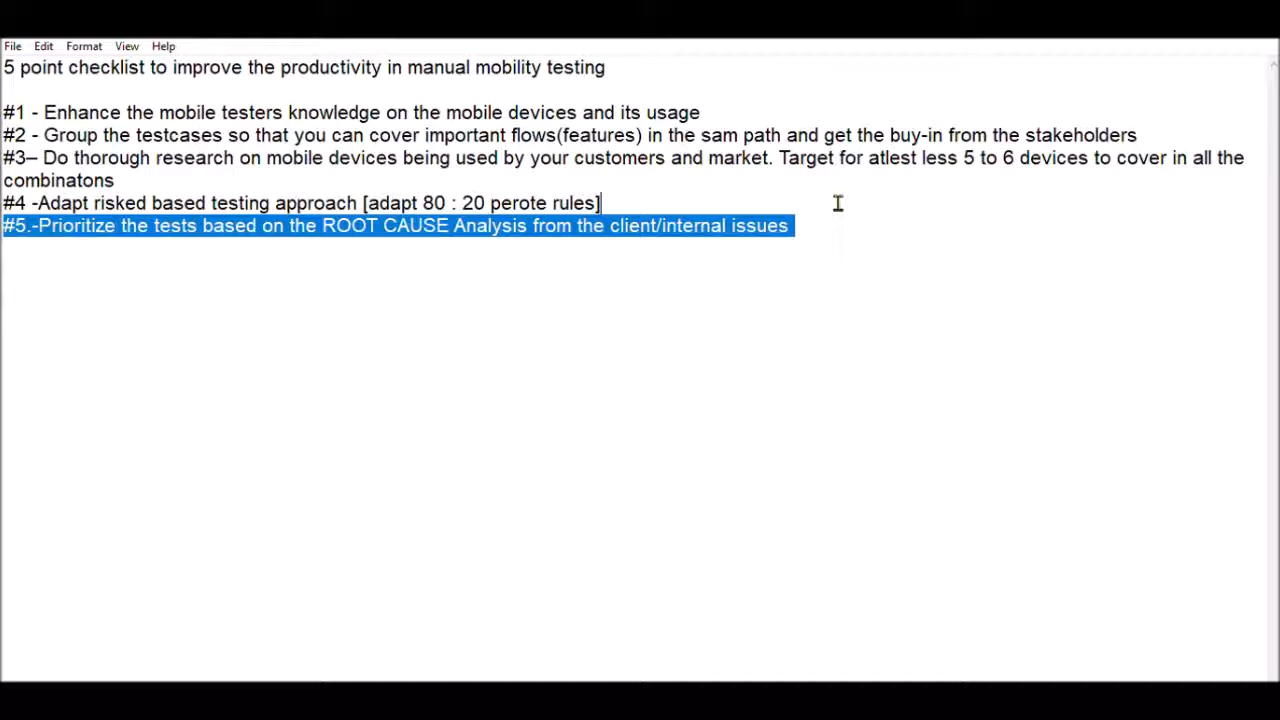 File Edit Format View Help
5 point checklist to improve the productivity in manual mobility testing
#1 - Enhance the mobile testers knowledge on the mobile devices and its usage
#2 - Group the testcases so that you can cover important flows(features) in the sam path and get the buy-in from the stakeholders
#3– Do thorough research on mobile devices being used by your customers and market. Target for atlest less 5 to 6 devices to cover in all the
combinatons
#4 -Adapt risked based testing approach [adapt 80 : 20 perote rules]
#5.-Prioritize the tests based on the ROOT CAUSE Analysis from the client/internal issues